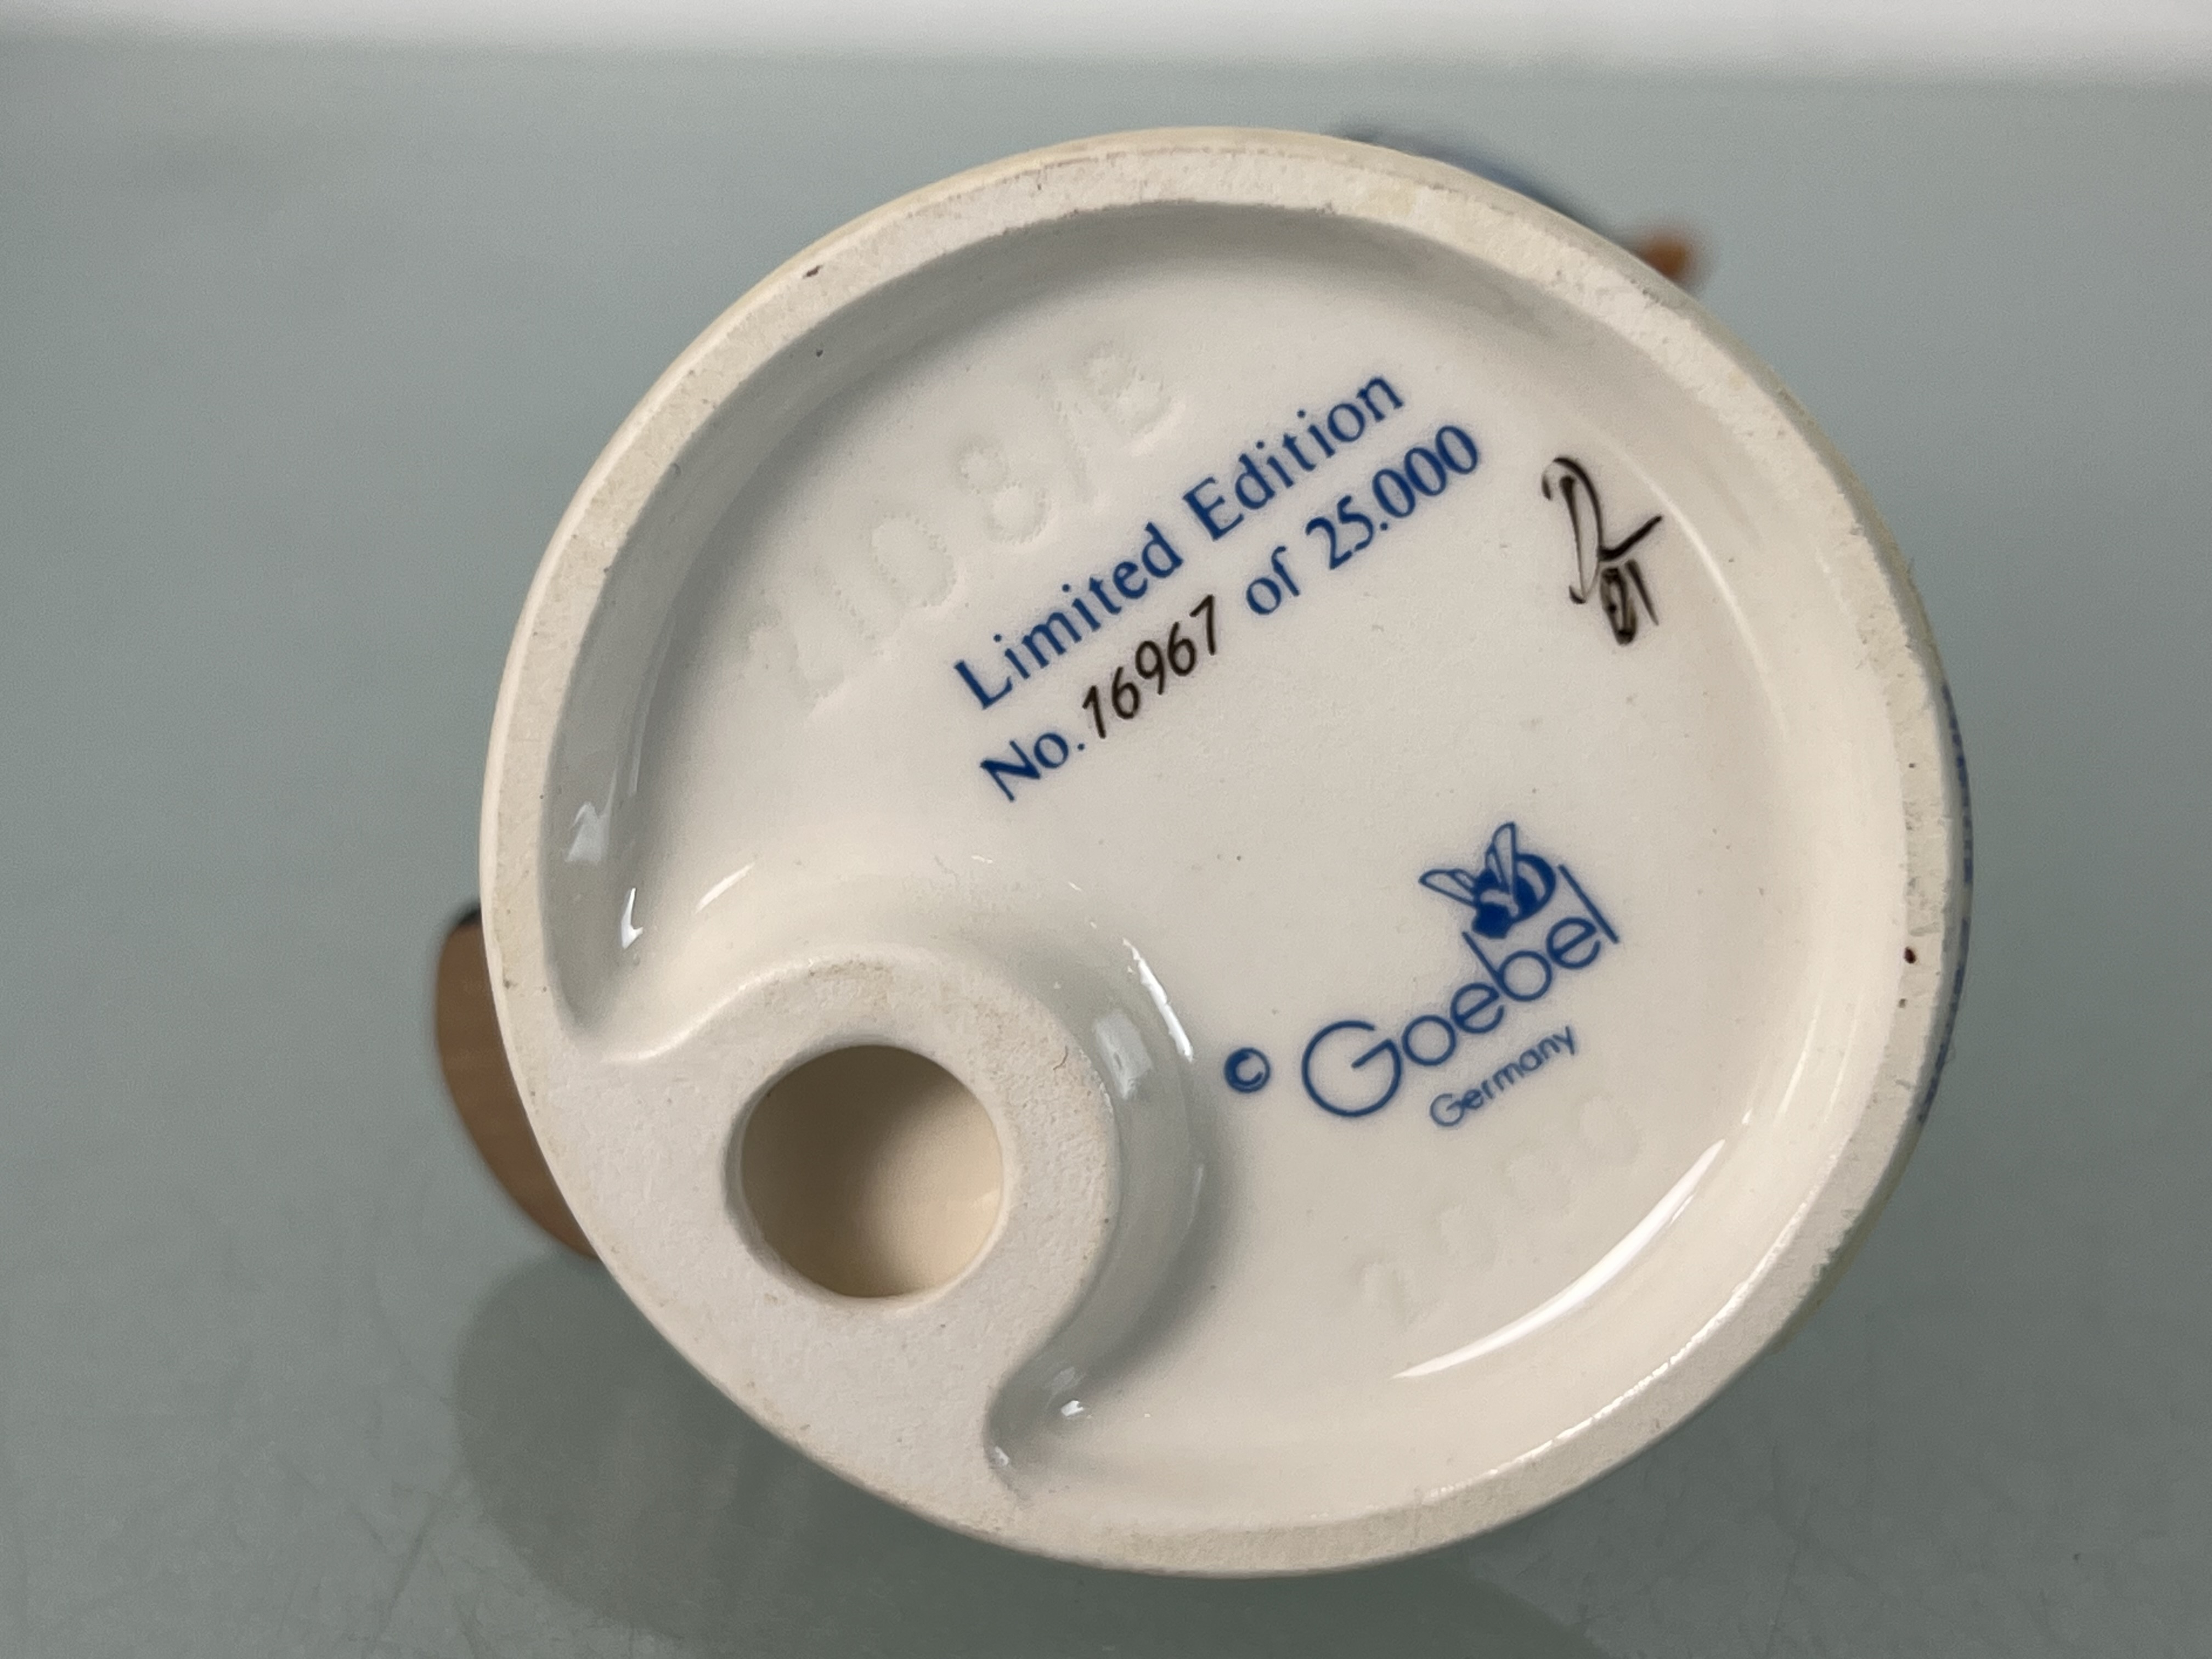 Limited Edition
No. 16967 of 25.000
© Goebel
Germany